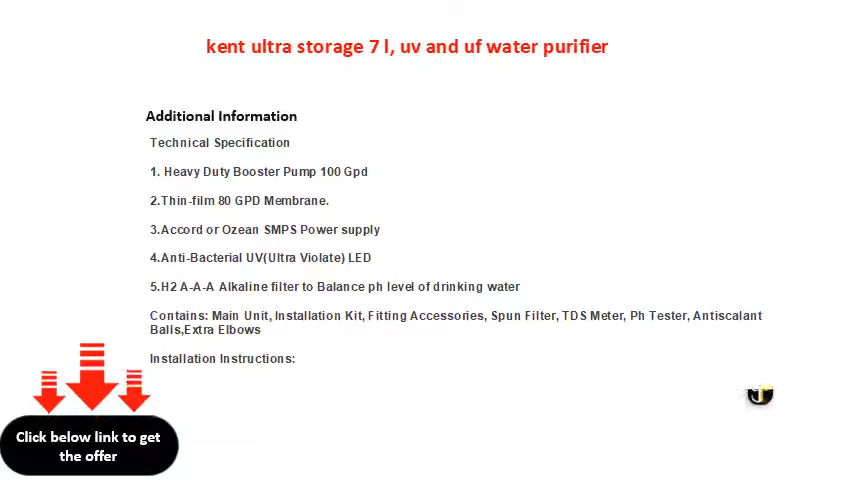 kent ultra storage 7 l, uv and uf water purifier
Additional Information
Technical Specification
1. Heavy Duty Booster Pump 100 Gpd
2.Thin-film 80 GPD Membrane.
3.Accord or Ozean SMPS Power supply
4.Anti-Bacterial UV(Ultra Violate) LED
5.H2 A-A-A Alkaline filter to Balance ph level of drinking water
Contains: Main Unit, Installation Kit, Fitting Accessories, Spun Filter, TDS Meter, Ph Tester, Antiscalant
Balls,Extra Elbows
Installation Instructions:
Click below link to get
the offer